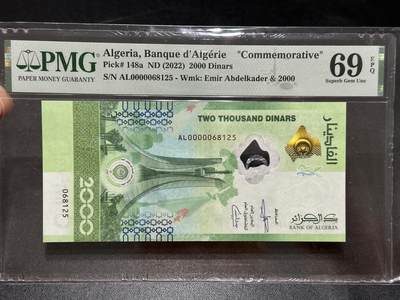 PMG
PAPER MONEY GUARANTY
Algeria, Banque d'Algérie "Commemorative"
Pick# 148a ND (2022) 2000 Dinars
S/N AL0000068125 - Wmk: Emir Abdelkader & 2000
69 EPQ
Superb Gem Unc
TWO THOUSAND DINARS
AL0000068125
068125
2000
بنك الجزائر
BANK OF ALGERIA